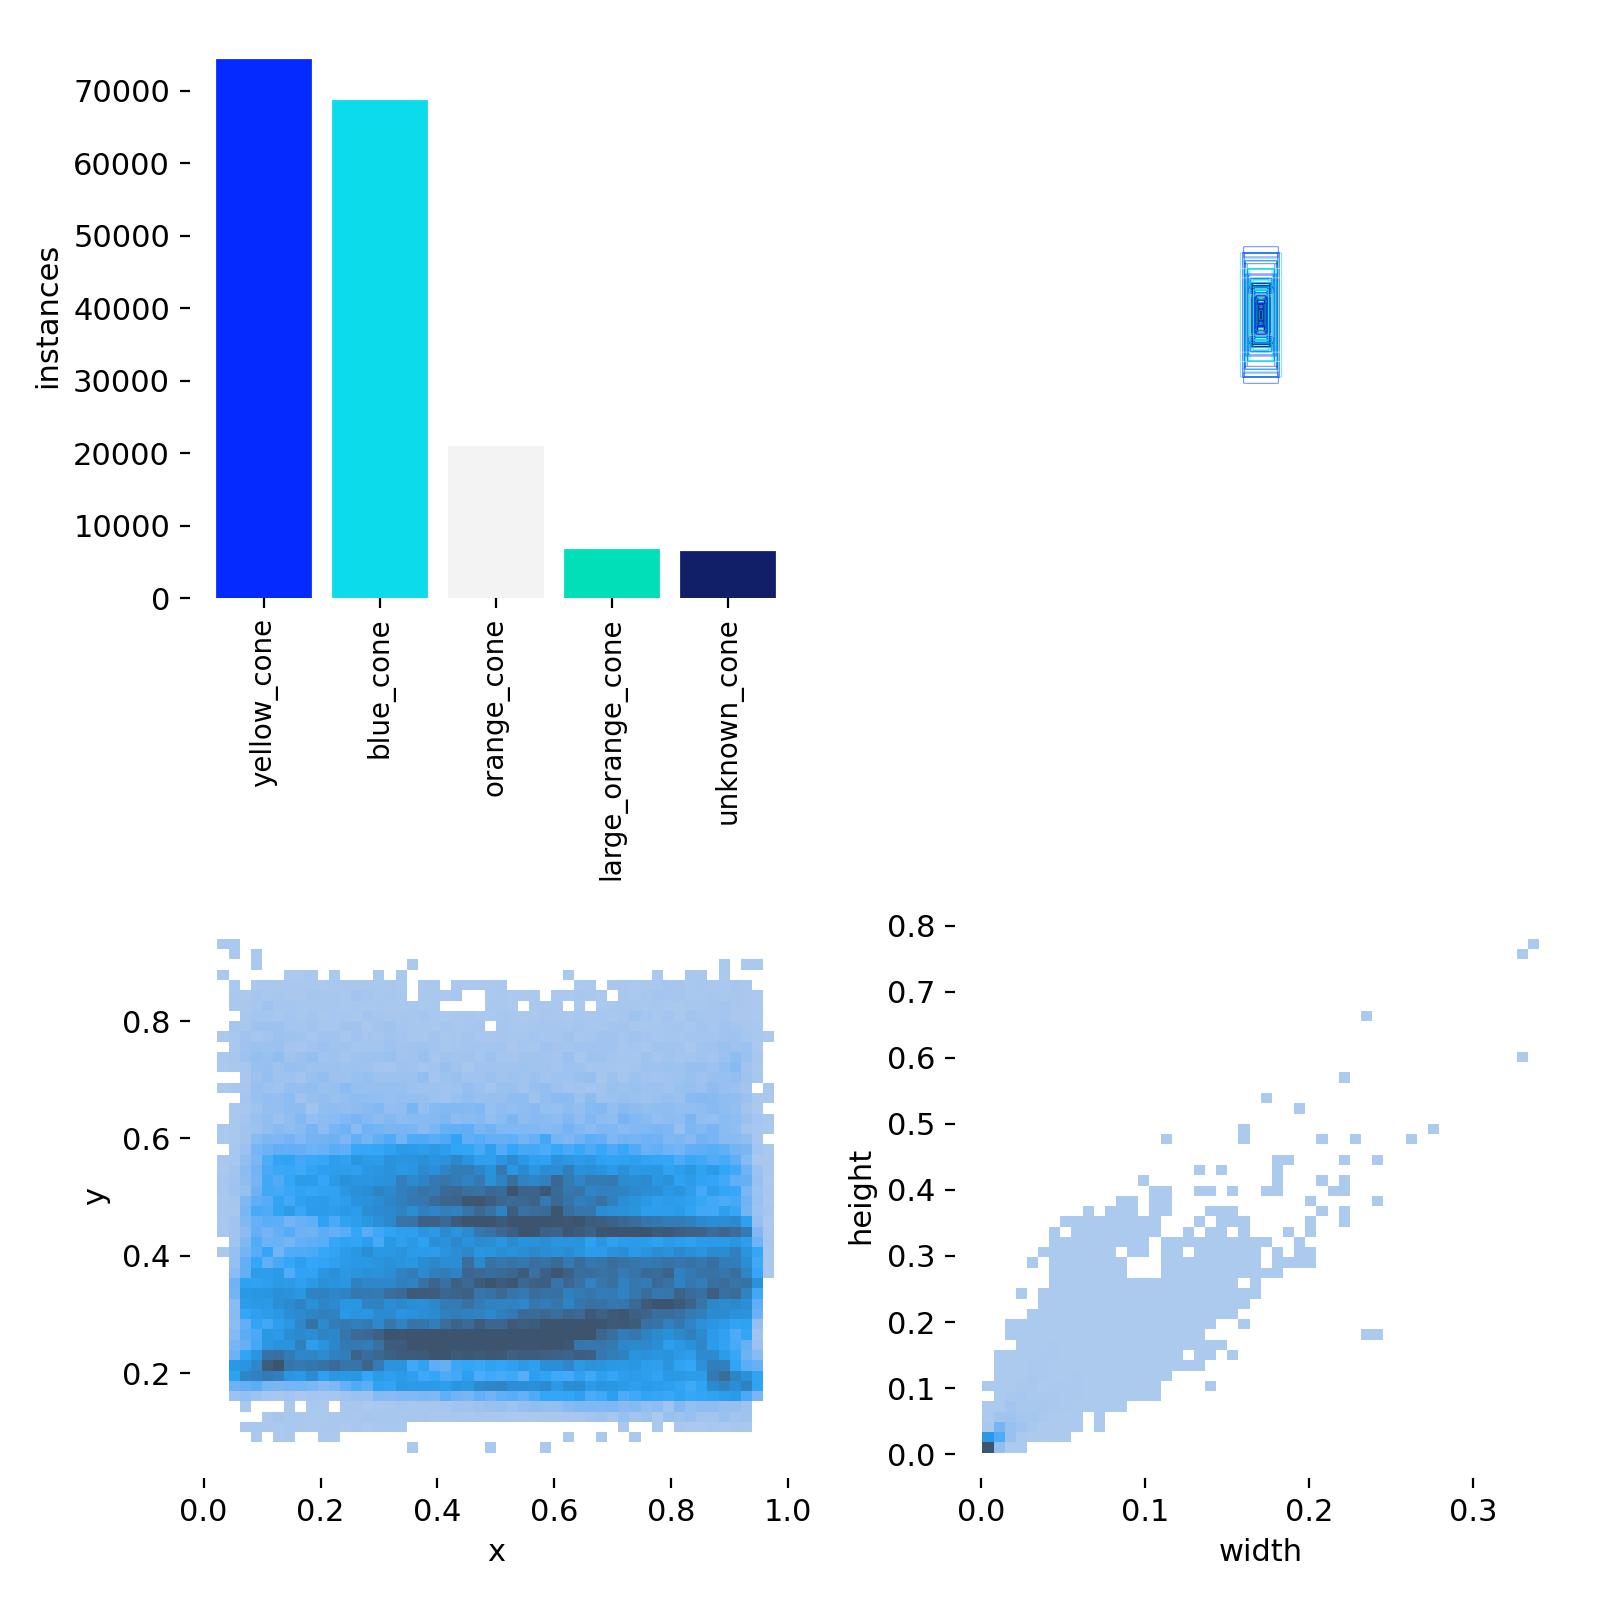 70000
60000
50000
40000
30000
20000
10000
0
instances
yellow_cone
blue_cone
orange_cone
large_orange_cone
unknown_cone
0.8
0.6
0.4
0.2
y
0.0 0.2 0.4 0.6 0.8 1.0
x
0.8
0.7
0.6
0.5
0.4
0.3
0.2
0.1
0.0
height
0.0 0.1 0.2 0.3
width